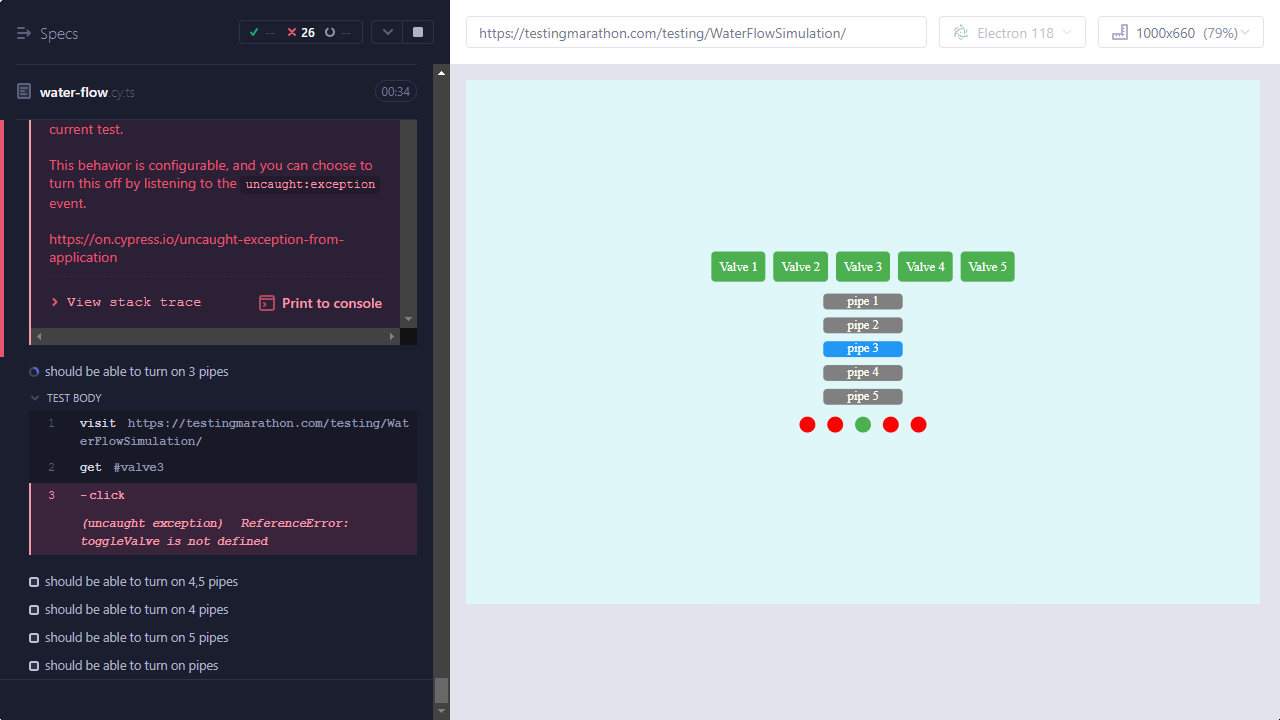 Specs
-- 26 --
https://testingmarathon.com/testing/WaterFlowSimulation/
Electron 118
1000x660 (79%)
water-flow.cy.ts
00:34
current test.
This behavior is configurable, and you can choose to
turn this off by listening to the uncaught:exception
event.
https://on.cypress.io/uncaught-exception-from-
application
View stack trace
Print to console
should be able to turn on 3 pipes
TEST BODY
1 visit https://testingmarathon.com/testing/Wat
erFlowSimulation/
2 get #valve3
3 -click
(uncaught exception) ReferenceError:
toggleValve is not defined
should be able to turn on 4,5 pipes
should be able to turn on 4 pipes
should be able to turn on 5 pipes
should be able to turn on pipes
Valve 1 Valve 2 Valve 3 Valve 4 Valve 5
pipe 1
pipe 2
pipe 3
pipe 4
pipe 5